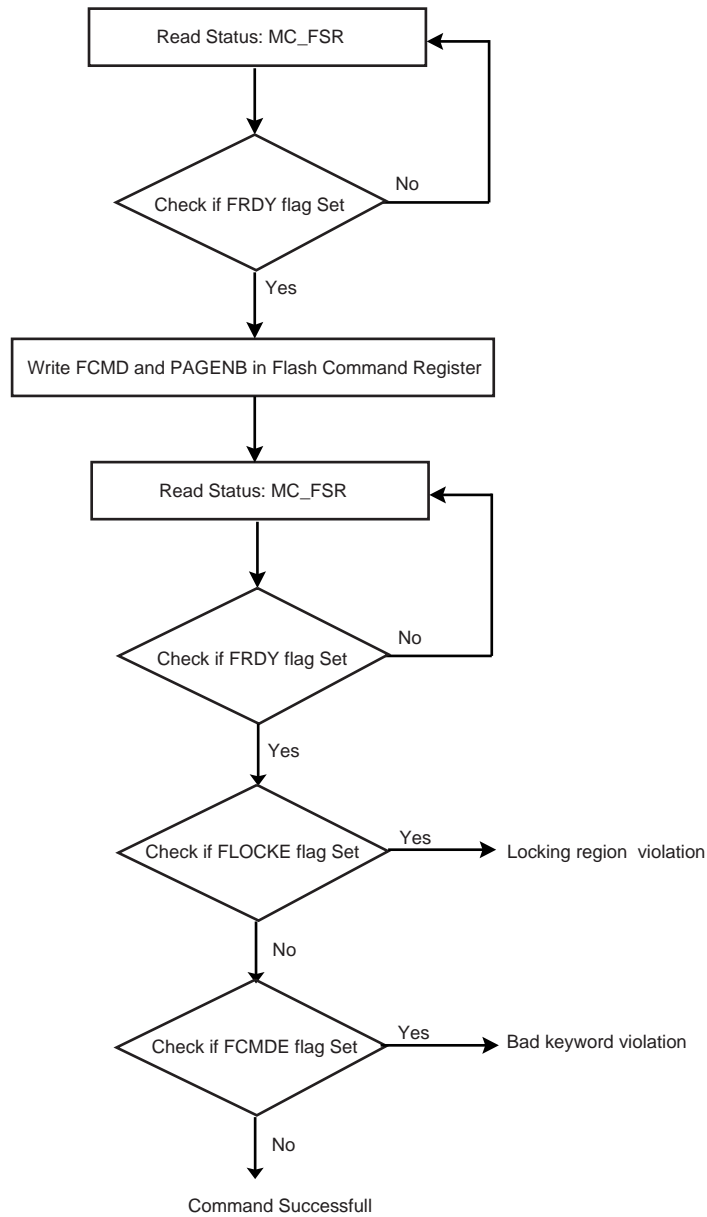 Read Status: MC_FSR
Check if FRDY flag Set
No
Yes
Write FCMD and PAGENB in Flash Command Register
Read Status: MC_FSR
Check if FRDY flag Set
No
Yes
Check if FLOCKE flag Set
Yes
Locking region violation
No
Check if FCMDE flag Set
Yes
Bad keyword violation
No
Command Successfull